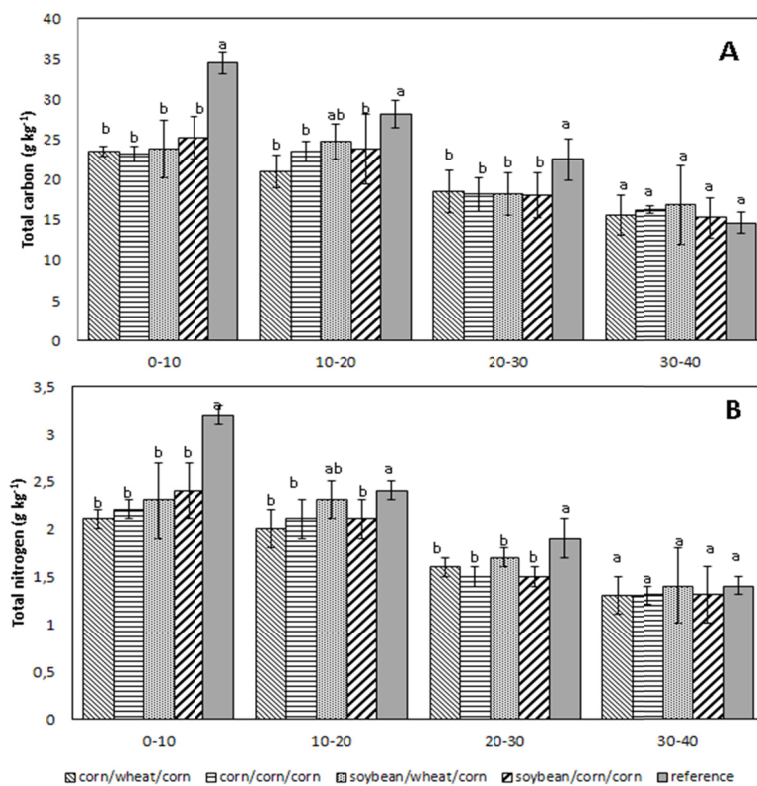 40
35
30
25
20
15
10
5
0
Total carbon (g kg⁻¹)
A
b b b b a
b b ab b a
b b b b a
a a a a a
0-10 10-20 20-30 30-40
3,5
3
2,5
2
1,5
1
0,5
0
Total nitrogen (g kg⁻¹)
B
b b b b a
b b ab b a
b b b b a
a a a a a
0-10 10-20 20-30 30-40
corn/wheat/corn corn/corn/corn soybean/wheat/corn soybean/corn/corn reference